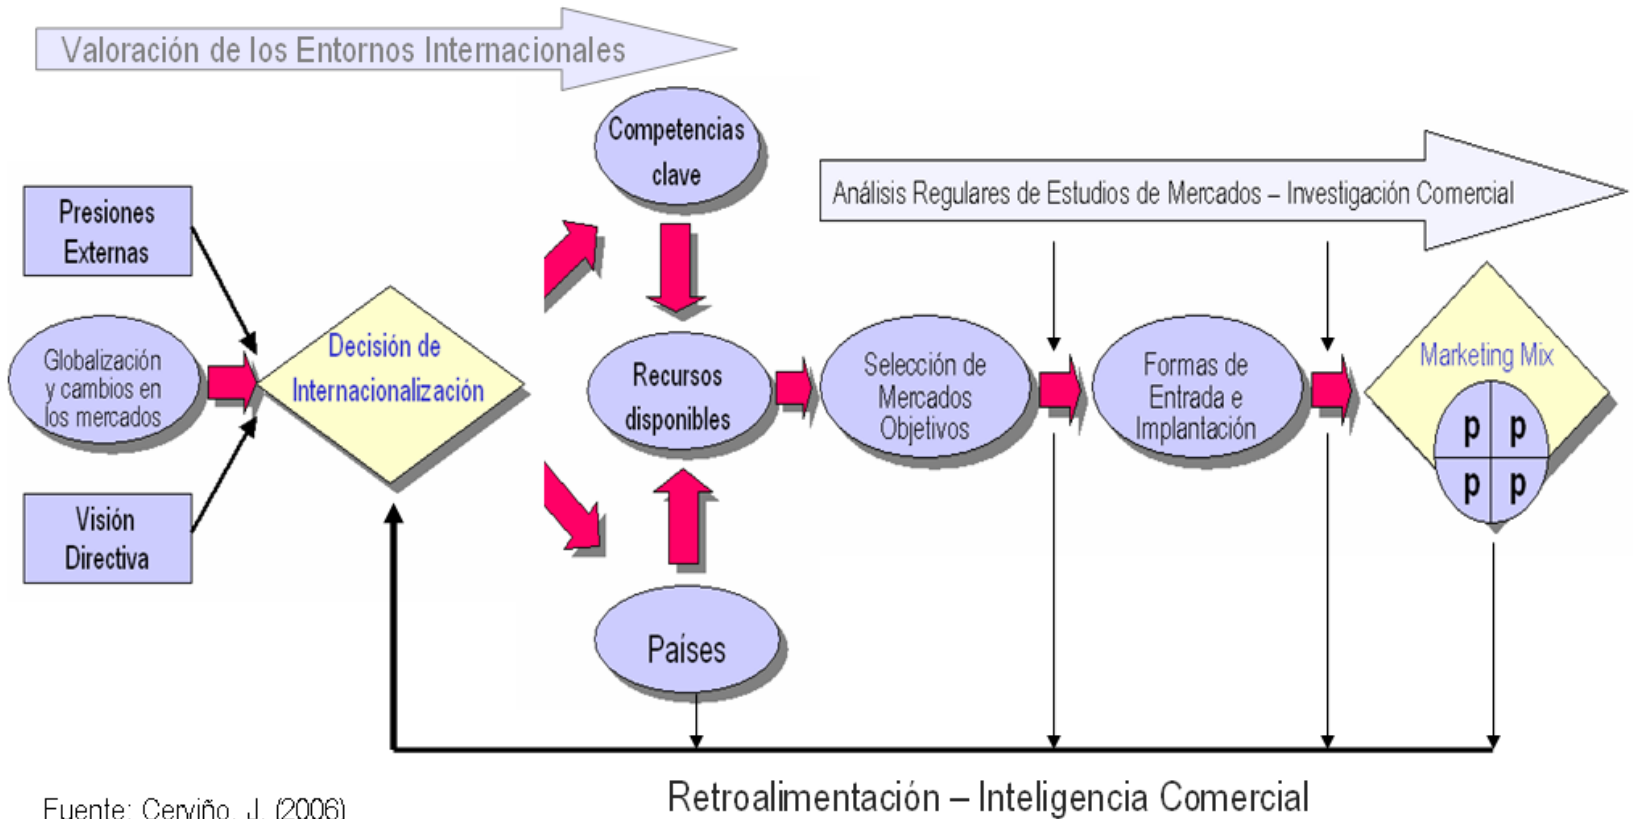 Valoración de los Entornos Internacionales
Competencias
clave
Análisis Regulares de Estudios de Mercados – Investigación Comercial
Presiones
Externas
Globalización
y cambios en
los mercados
Decisión de
Internacionalización
Recursos
disponibles
Selección de
Mercados
Objetivos
Formas de
Entrada e
Implantación
Marketing Mix
p p
p p
Visión
Directiva
Países
Retroalimentación – Inteligencia Comercial
Fuente: Cerviño, J. (2006)